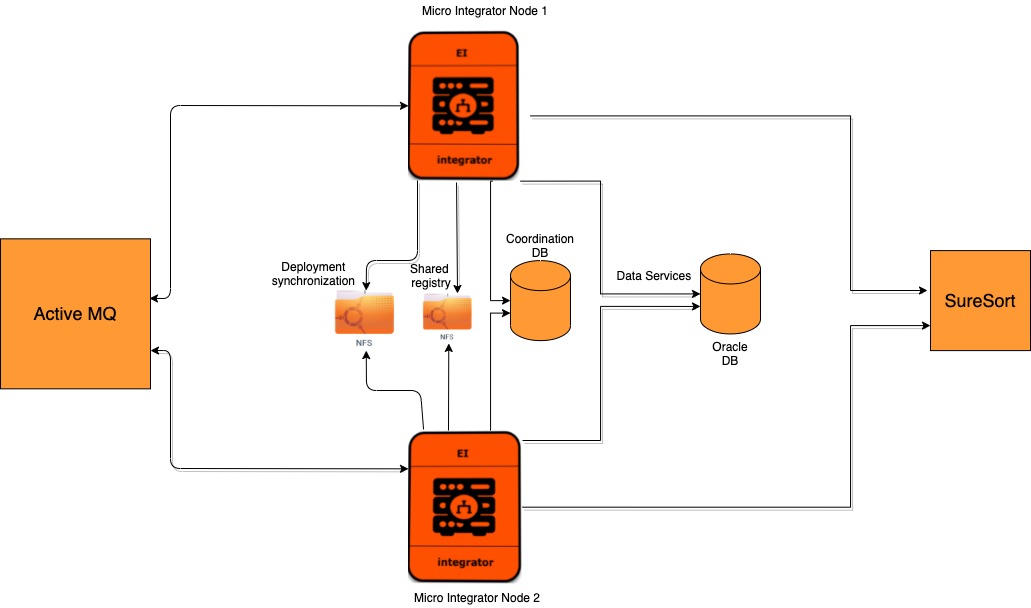 Micro Integrator Node 1
EI
integrator
Coordination
DB
Deployment
synchronization
Shared
registry
Data Services
Active MQ
SureSort
NFS
NFS
Oracle
DB
EI
integrator
Micro Integrator Node 2